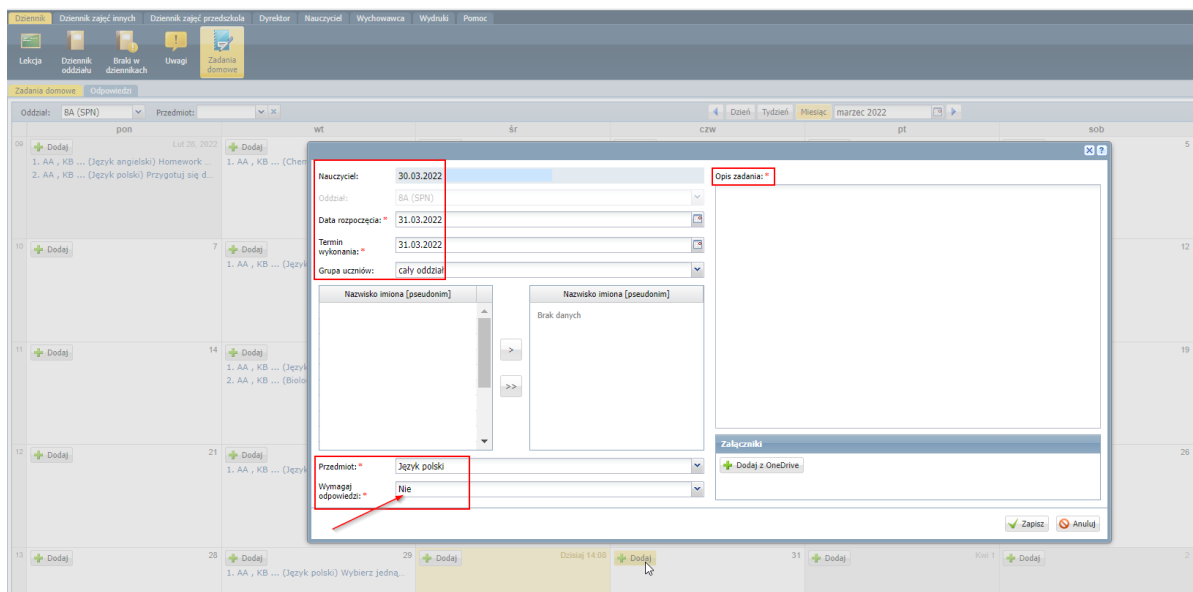 Dziennik Dziennik zajęć innych Dziennik zajęć przedszkola Dyrektor Nauczyciel Wychowawca Wydruki Pomoc
Lekcja Dziennik oddziału Braki w dziennikach Uwagi Zadania domowe
Zadania domowe Odpowiedzi
Oddział: 8A (SPN) Przedmiot: Dzień Tydzień Miesiąc marzec 2022
pon wt śr czw pt sob
09 Dodaj Lut 28, 2022 Dodaj 5
1. AA , KB ... (Język angielski) Homework ... 1. AA , KB ... (Chem
2. AA , KB ... (Język polski) Przygotuj się d...
Nauczyciel: 30.03.2022
Opis zadania: *
Oddział: 8A (SPN)
Data rozpoczęcia: * 31.03.2022
Termin wykonania: * 31.03.2022
Grupa uczniów: cały oddział
Nazwisko imiona [pseudonim] Nazwisko imiona [pseudonim]
Brak danych
>
>>
10 Dodaj 7 Dodaj 12
1. AA , KB ... (Język
11 Dodaj 14 Dodaj 19
1. AA , KB ... (Język
2. AA , KB ... (Biolo
12 Dodaj 21 Dodaj 26
1. AA , KB ... (Język
Przedmiot: * Język polski
Wymagaj odpowiedzi: * Nie
Załączniki
Dodaj z OneDrive
Zapisz Anuluj
13 Dodaj 28 Dodaj 29 Dodaj Dzisiaj 14:08 Dodaj 31 Dodaj Kwi 1 Dodaj 2
1. AA , KB ... (Język polski) Wybierz jedną...